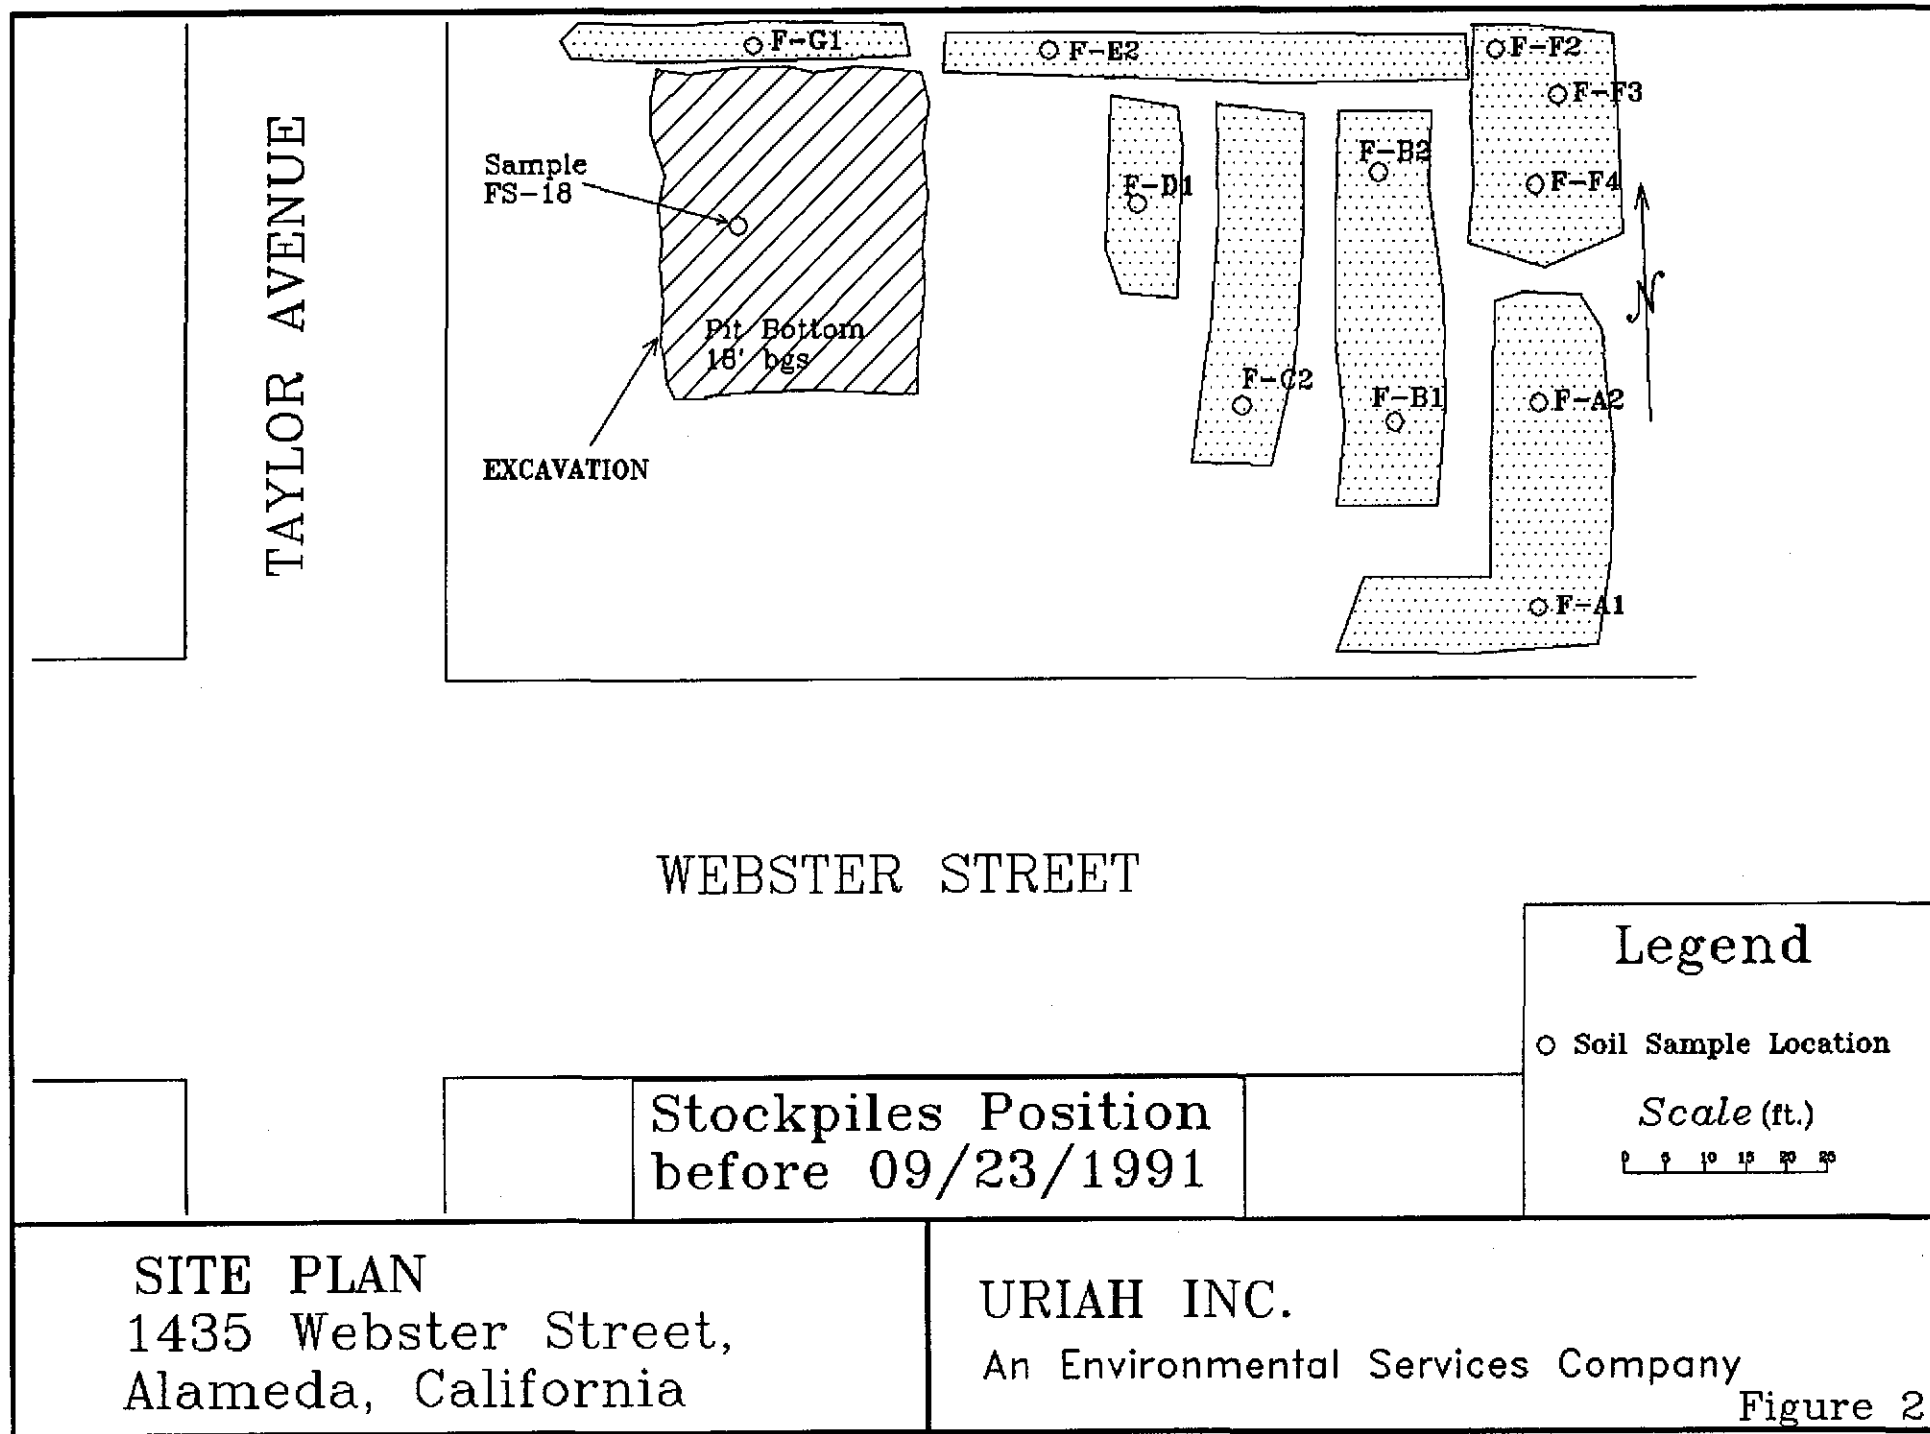 F-G1
F-E2
F-F2
F-F3
Sample
FS-18
F-B2
F-D1
F-F4
TAYLOR AVENUE
N
Pit Bottom
18' bgs
F-C2
F-B1
F-A2
EXCAVATION
F-A1
WEBSTER STREET
Legend
Soil Sample Location
Scale (ft.)
0 5 10 15 20 25
Stockpiles Position
before 09/23/1991
SITE PLAN
1435 Webster Street,
Alameda, California
URIAH INC.
An Environmental Services Company
Figure 2